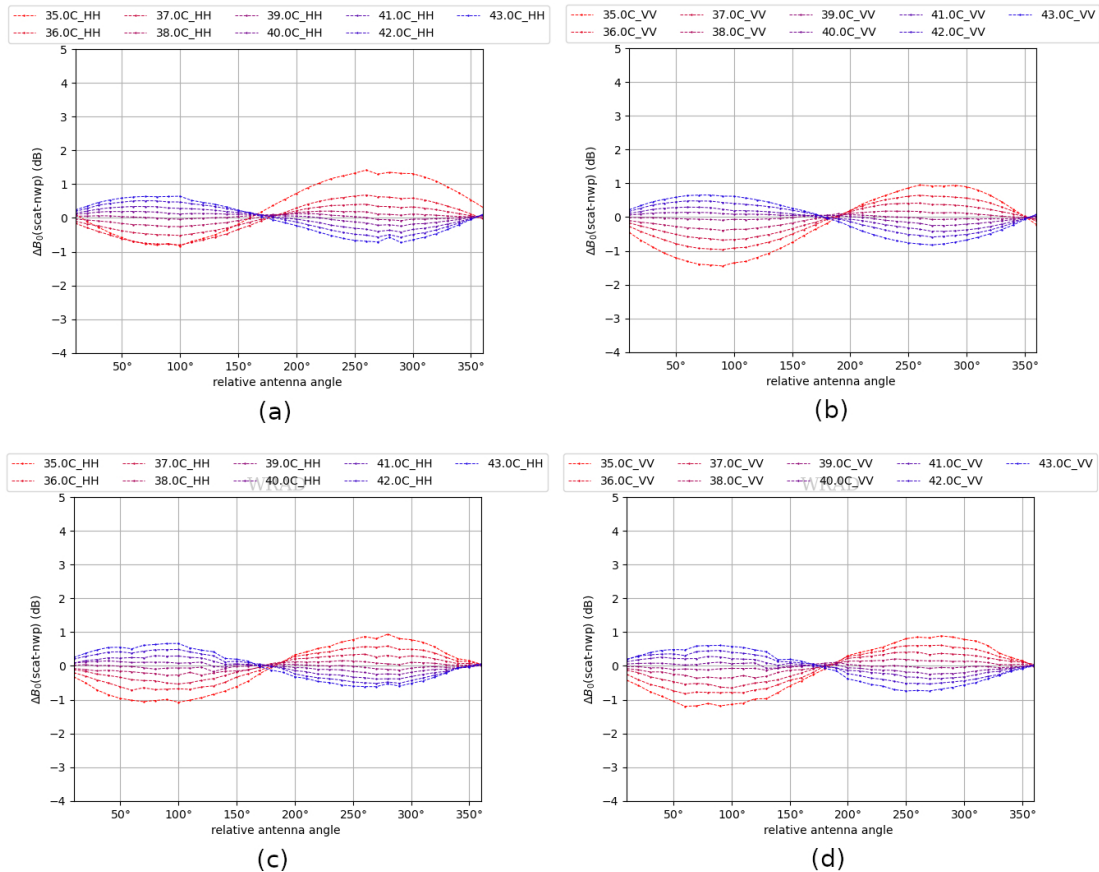 35.0C_HH 37.0C_HH 39.0C_HH 41.0C_HH 43.0C_HH
36.0C_HH 38.0C_HH 40.0C_HH 42.0C_HH
5
4
3
2
1
0
−1
−2
−3
−4
ΔB₀(scat-nwp) (dB)
50° 100° 150° 200° 250° 300° 350°
relative antenna angle
(a)
35.0C_VV 37.0C_VV 39.0C_VV 41.0C_VV 43.0C_VV
36.0C_VV 38.0C_VV 40.0C_VV 42.0C_VV
5
4
3
2
1
0
−1
−2
−3
−4
ΔB₀(scat-nwp) (dB)
50° 100° 150° 200° 250° 300° 350°
relative antenna angle
(b)
35.0C_HH 37.0C_HH 39.0C_HH 41.0C_HH 43.0C_HH
36.0C_HH 38.0C_HH 40.0C_HH 42.0C_HH
WRAD
5
4
3
2
1
0
−1
−2
−3
−4
ΔB₀(scat-nwp) (dB)
50° 100° 150° 200° 250° 300° 350°
relative antenna angle
(c)
35.0C_VV 37.0C_VV 39.0C_VV 41.0C_VV 43.0C_VV
36.0C_VV 38.0C_VV 40.0C_VV 42.0C_VV
WRAD
5
4
3
2
1
0
−1
−2
−3
−4
ΔB₀(scat-nwp) (dB)
50° 100° 150° 200° 250° 300° 350°
relative antenna angle
(d)